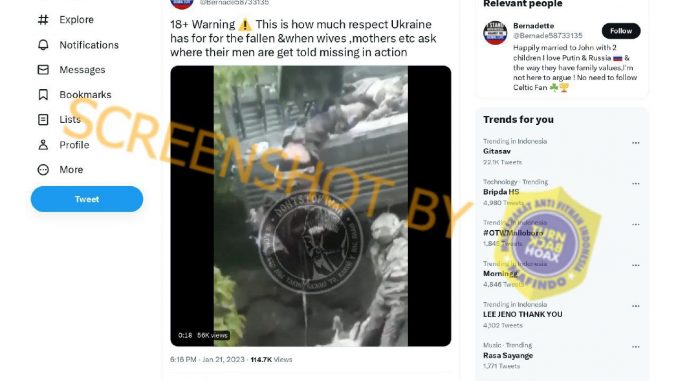 @Bernade58733135
18+ Warning ⚠️ This is how much respect Ukraine
has for for the fallen &when wives ,mothers etc ask
where their men are get told missing in action
Explore
Notifications
Messages
Bookmarks
Lists
Profile
More
Tweet
SCREENSHOT BY
0:18 56K views
6:16 PM · Jan 21, 2023 · 114.7K Views
Relevant people
Bernadette
@Bernade58733135
Follow
Happily married to John with 2
children I love Putin & Russia 🇷🇺 &
the way they have family values,I'm
not here to argue ! No need to follow
Celtic Fan ☘️🏆
Trends for you
Trending in Indonesia
Gitasav
22.1K Tweets
Technology · Trending
Bripda HS
4,980 Tweets
Trending in Indonesia
#OTWMalioboro
1,845 Tweets
Trending in Indonesia
Morningg
4,846 Tweets
Trending in Indonesia
LEE JENO THANK YOU
4,102 Tweets
Music · Trending
Rasa Sayange
1,771 Tweets
ANTI FITNAH INDONESIA
TURN
BACK
HOAX
MAFINDO